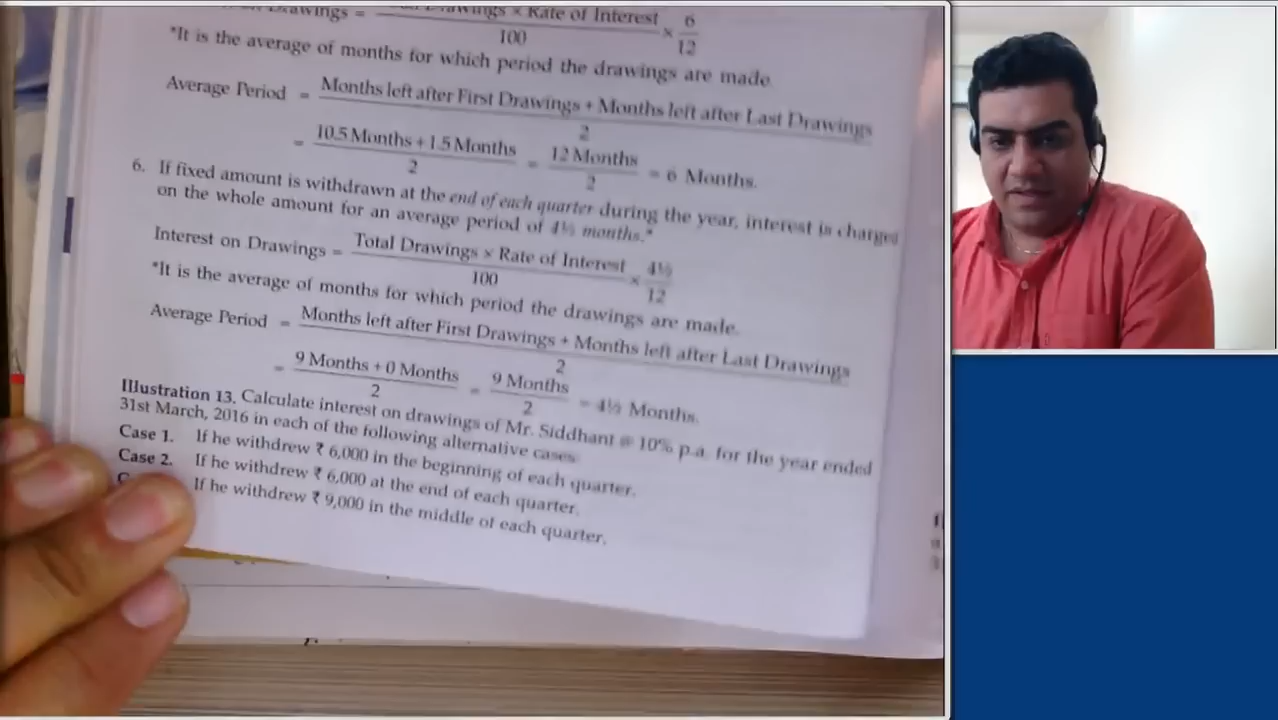 Drawings = Drawings × Rate of Interest / 100 × 6/12
*It is the average of months for which period the drawings are made.
Average Period = Months left after First Drawings + Months left after Last Drawings / 2
= 10.5 Months + 1.5 Months / 2 = 12 Months / 2 = 6 Months.
6. If fixed amount is withdrawn at the end of each quarter during the year, interest is charged
on the whole amount for an average period of 4½ months.*
Interest on Drawings = Total Drawings × Rate of Interest / 100 × 4½ / 12
*It is the average of months for which period the drawings are made.
Average Period = Months left after First Drawings + Months left after Last Drawings / 2
= 9 Months + 0 Months / 2 = 9 Months / 2 = 4½ Months.
Illustration 13. Calculate interest on drawings of Mr. Siddhant @ 10% p.a. for the year ended
31st March, 2016 in each of the following alternative cases
Case 1. If he withdrew ₹ 6,000 in the beginning of each quarter.
Case 2. If he withdrew ₹ 6,000 at the end of each quarter.
If he withdrew ₹ 9,000 in the middle of each quarter.